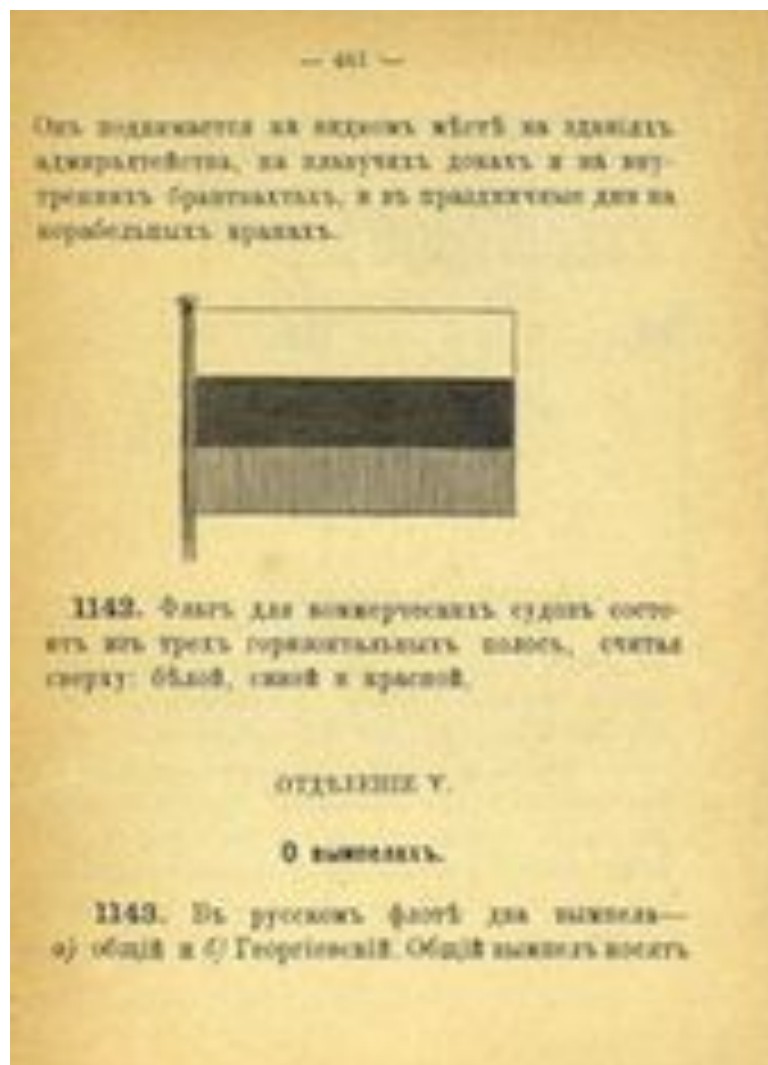 Онъ поднимается на видномъ мѣстѣ на зданіяхъ
адмиралтейства, на плавучихъ докахъ и на вну-
треннихъ брантвахтахъ, и въ праздничные дни на
корабельныхъ кранахъ.
1142. Флагъ для коммерческихъ судовъ состо-
итъ изъ трехъ горизонтальныхъ полосъ, считая
сверху: бѣлой, синей и красной.
ОТДѢЛЕНІЕ V.
О вымпелахъ.
1143. Въ русскомъ флотѣ два вымпела—
а) общій и б) Георгіевскій. Общій вымпелъ носятъ